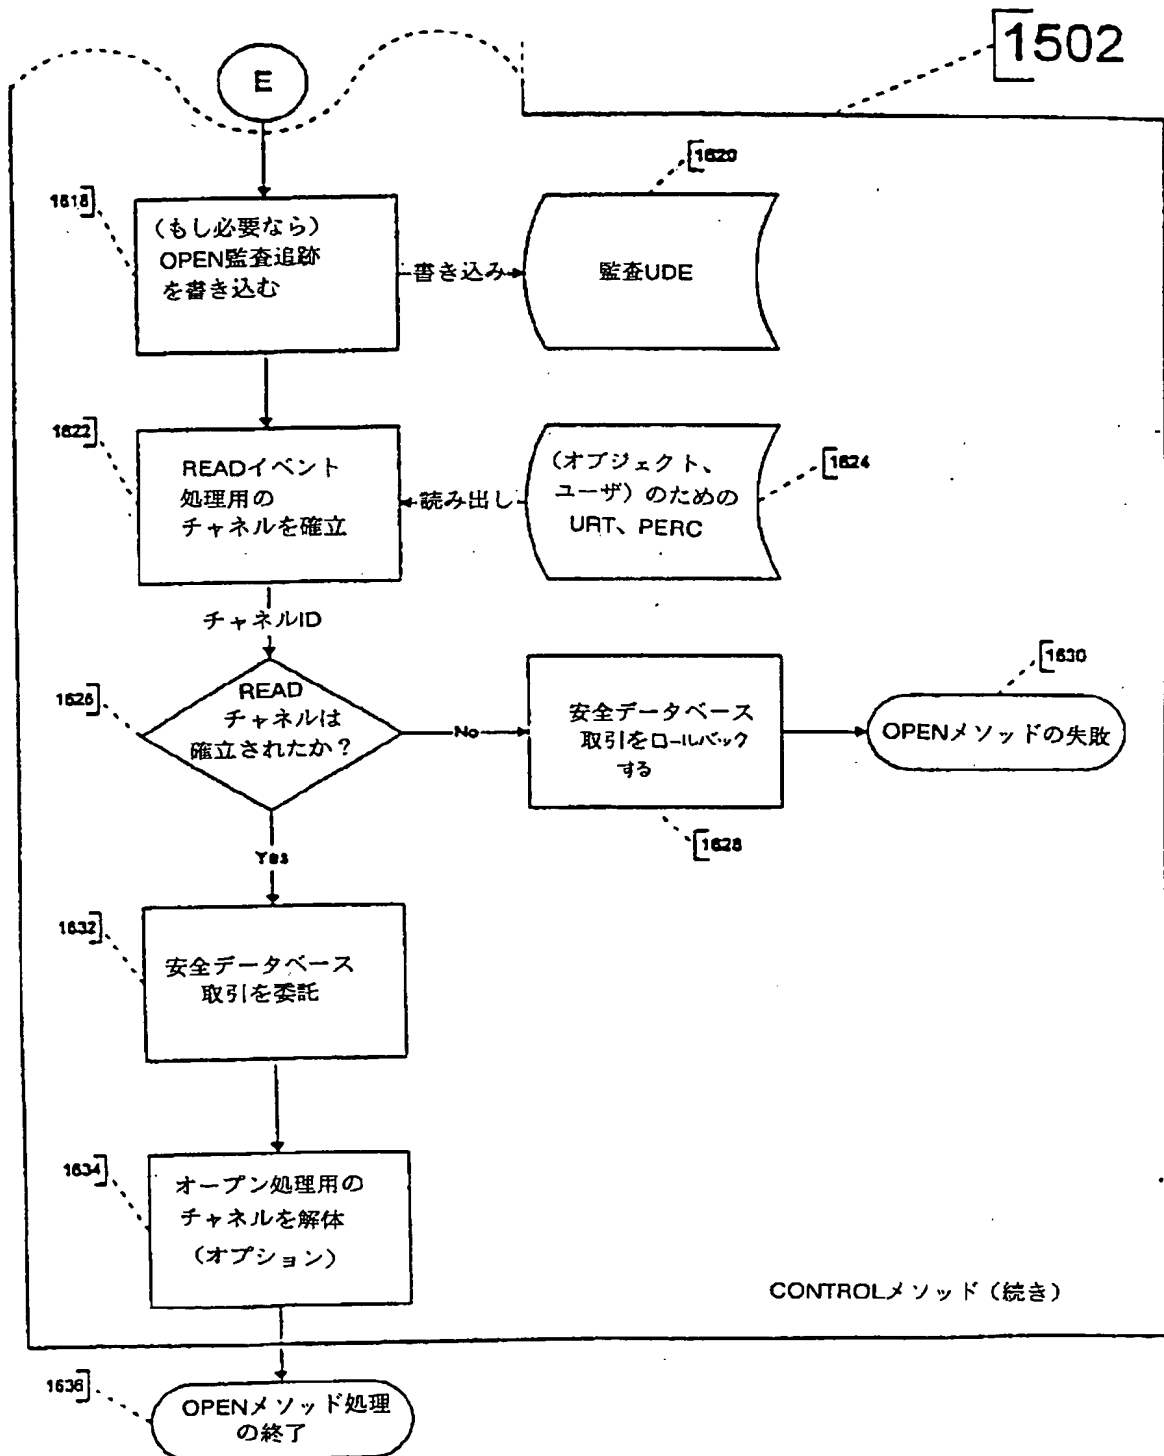 1502
E
1618
(もし必要なら)
OPEN監査追跡
を書き込む
書き込み
1620
監査UDE
1622
READイベント
処理用の
チャネルを確立
読み出し
(オブジェクト、
ユーザ)のための
URT、PERC
1624
チャネルID
1626
READ
チャネルは
確立されたか?
No
安全データベース
取引をロールバック
する
1628
1630
OPENメソッドの失敗
Yes
1632
安全データベース
取引を委託
1634
オープン処理用の
チャネルを解体
(オプション)
CONTROLメソッド(続き)
1636
OPENメソッド処理
の終了